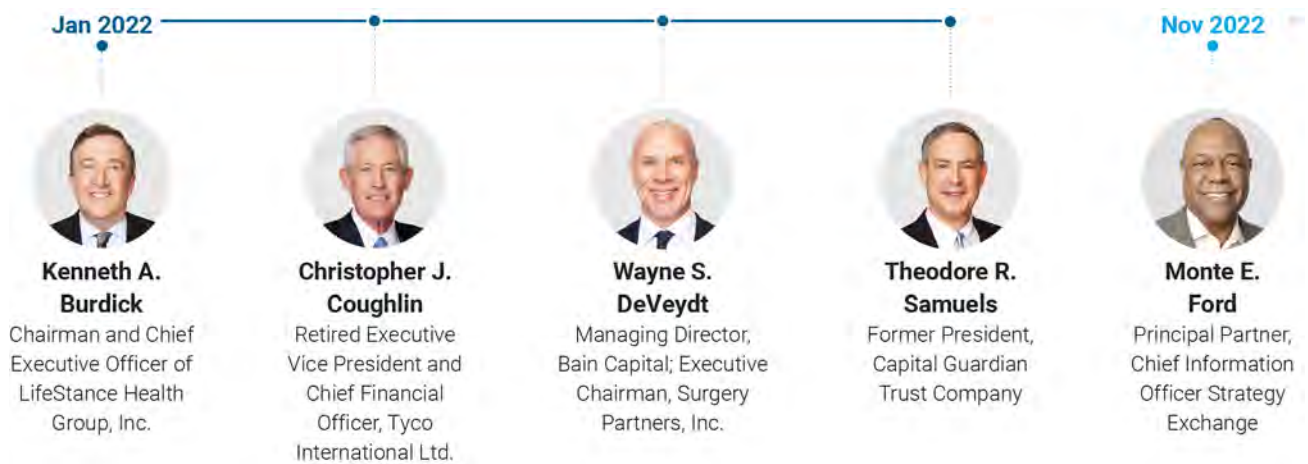 Jan 2022
Nov 2022
Kenneth A.
Burdick
Chairman and Chief
Executive Officer of
LifeStance Health
Group, Inc.
Christopher J.
Coughlin
Retired Executive
Vice President and
Chief Financial
Officer, Tyco
International Ltd.
Wayne S.
DeVeydt
Managing Director,
Bain Capital; Executive
Chairman, Surgery
Partners, Inc.
Theodore R.
Samuels
Former President,
Capital Guardian
Trust Company
Monte E.
Ford
Principal Partner,
Chief Information
Officer Strategy
Exchange